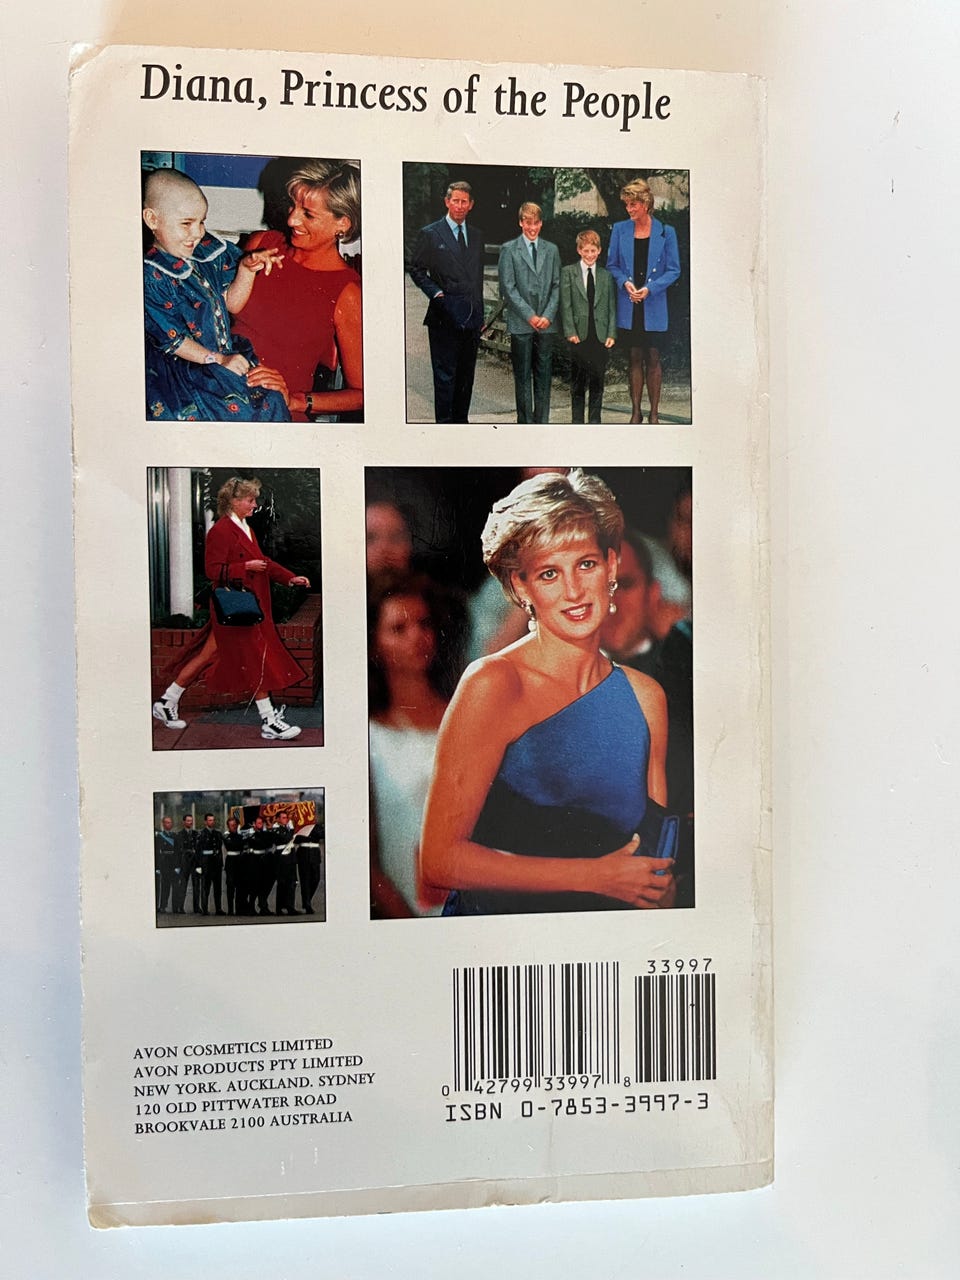 Diana, Princess of the People
33997
0 42799 33997 8
ISBN 0-7853-3997-3
AVON COSMETICS LIMITED
AVON PRODUCTS PTY LIMITED
NEW YORK. AUCKLAND. SYDNEY
120 OLD PITTWATER ROAD
BROOKVALE 2100 AUSTRALIA